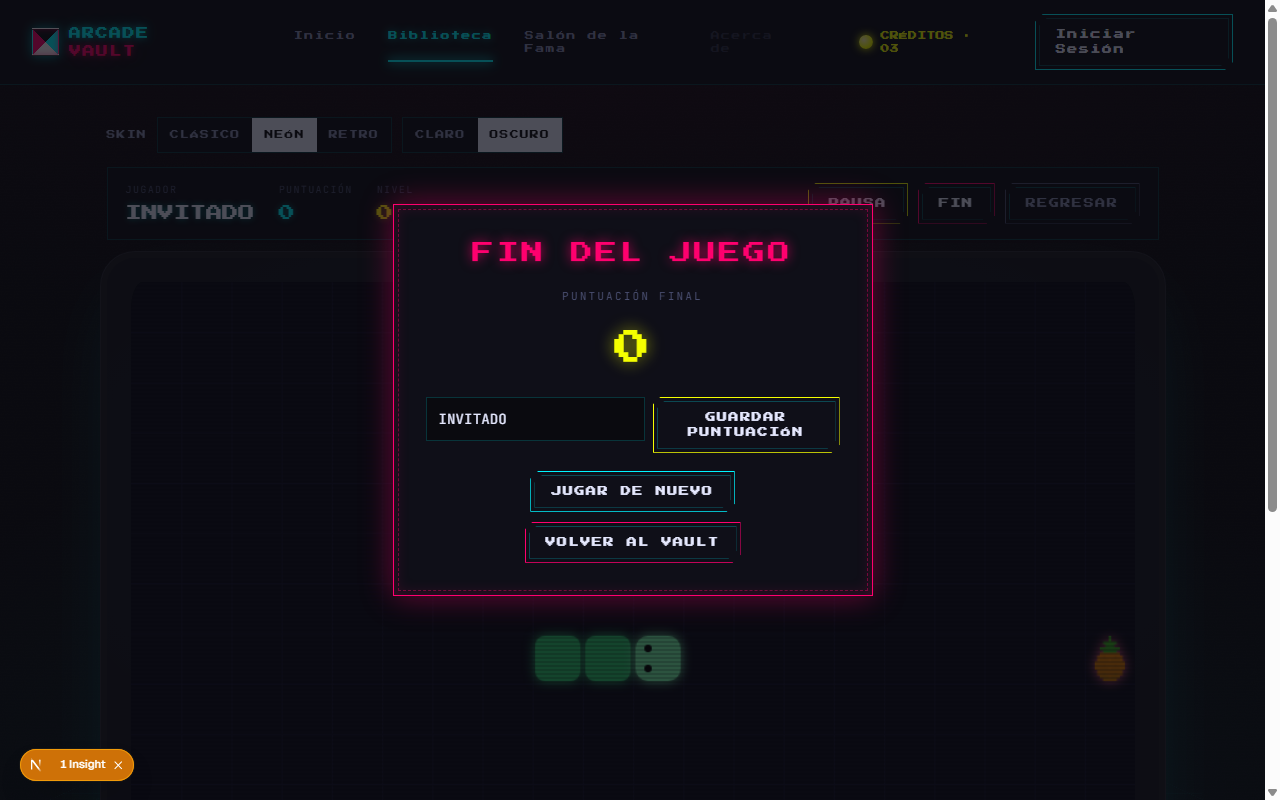 ARCADE
VAULT
Inicio
Biblioteca
Salón de la
Fama
Acerca
de
CRéDITOS ·
03
Iniciar
Sesión
SKIN
CLÁSICO
NEóN
RETRO
CLARO
OSCURO
JUGADOR
PUNTUACIÓN
NIVEL
INVITADO
0
0
PAUSA
FIN
REGRESAR
FIN DEL JUEGO
PUNTUACIÓN FINAL
0
INVITADO
GUARDAR
PUNTUACIóN
JUGAR DE NUEVO
VOLVER AL VAULT
N
1 Insight